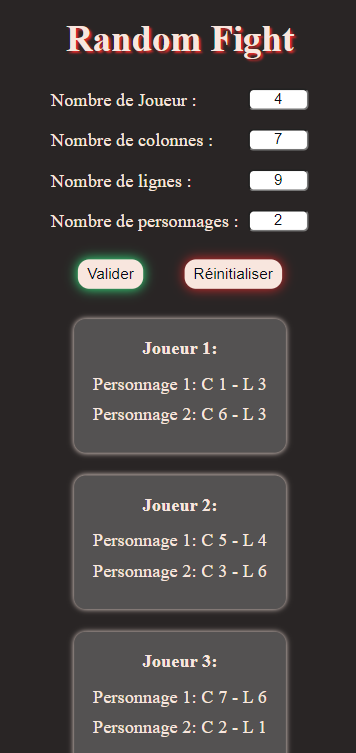 Random Fight
Nombre de Joueur : 4
Nombre de colonnes : 7
Nombre de lignes : 9
Nombre de personnages : 2
Valider Réinitialiser
Joueur 1:
Personnage 1: C 1 - L 3
Personnage 2: C 6 - L 3
Joueur 2:
Personnage 1: C 5 - L 4
Personnage 2: C 3 - L 6
Joueur 3:
Personnage 1: C 7 - L 6
Personnage 2: C 2 - L 1